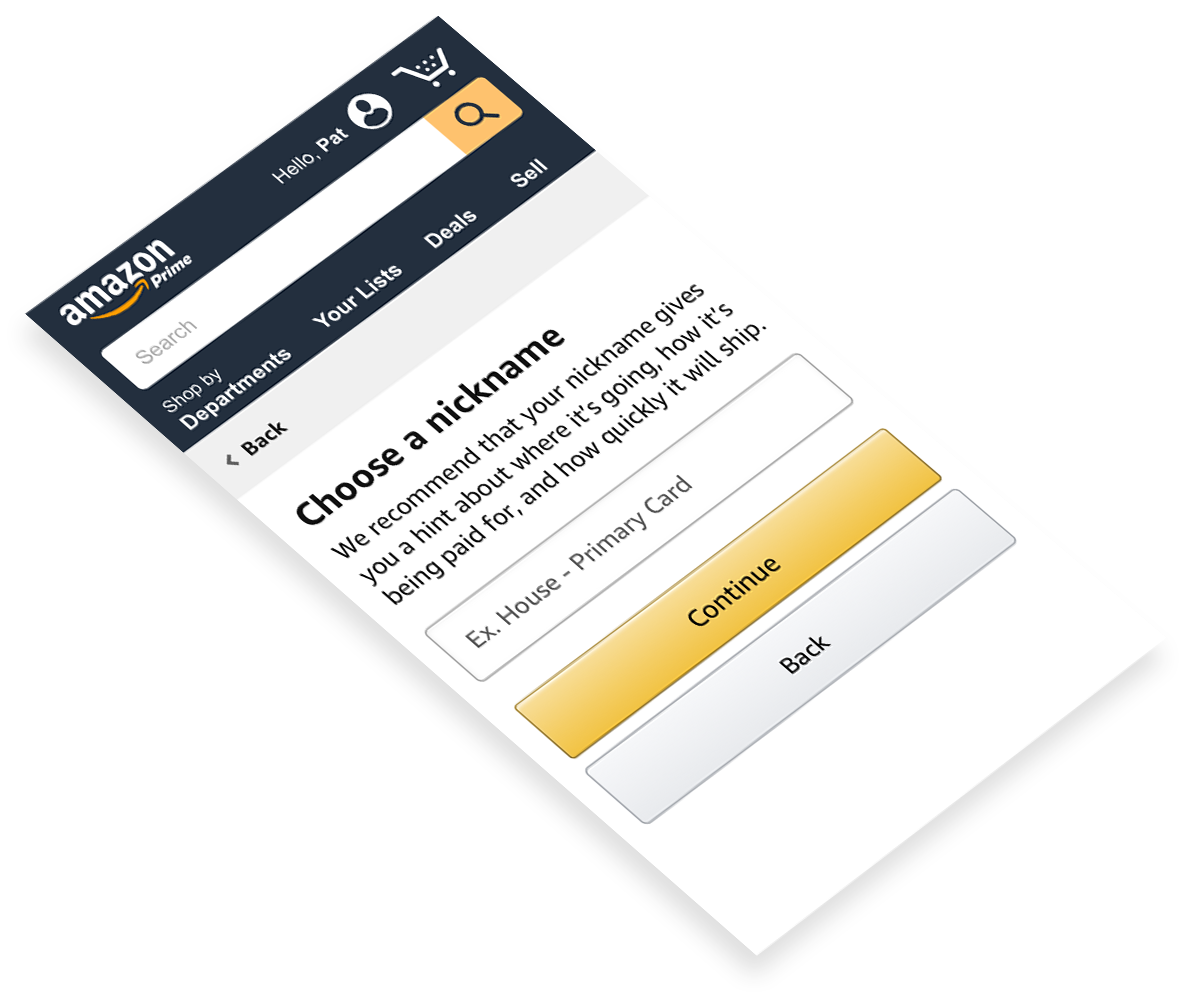 amazon
Prime
Hello, Pat
Search
Shop by
Departments
Your Lists
Deals
Sell
‹ Back
Choose a nickname
We recommend that your nickname gives
you a hint about where it's going, how it's
being paid for, and how quickly it will ship.
Ex. House - Primary Card
Continue
Back